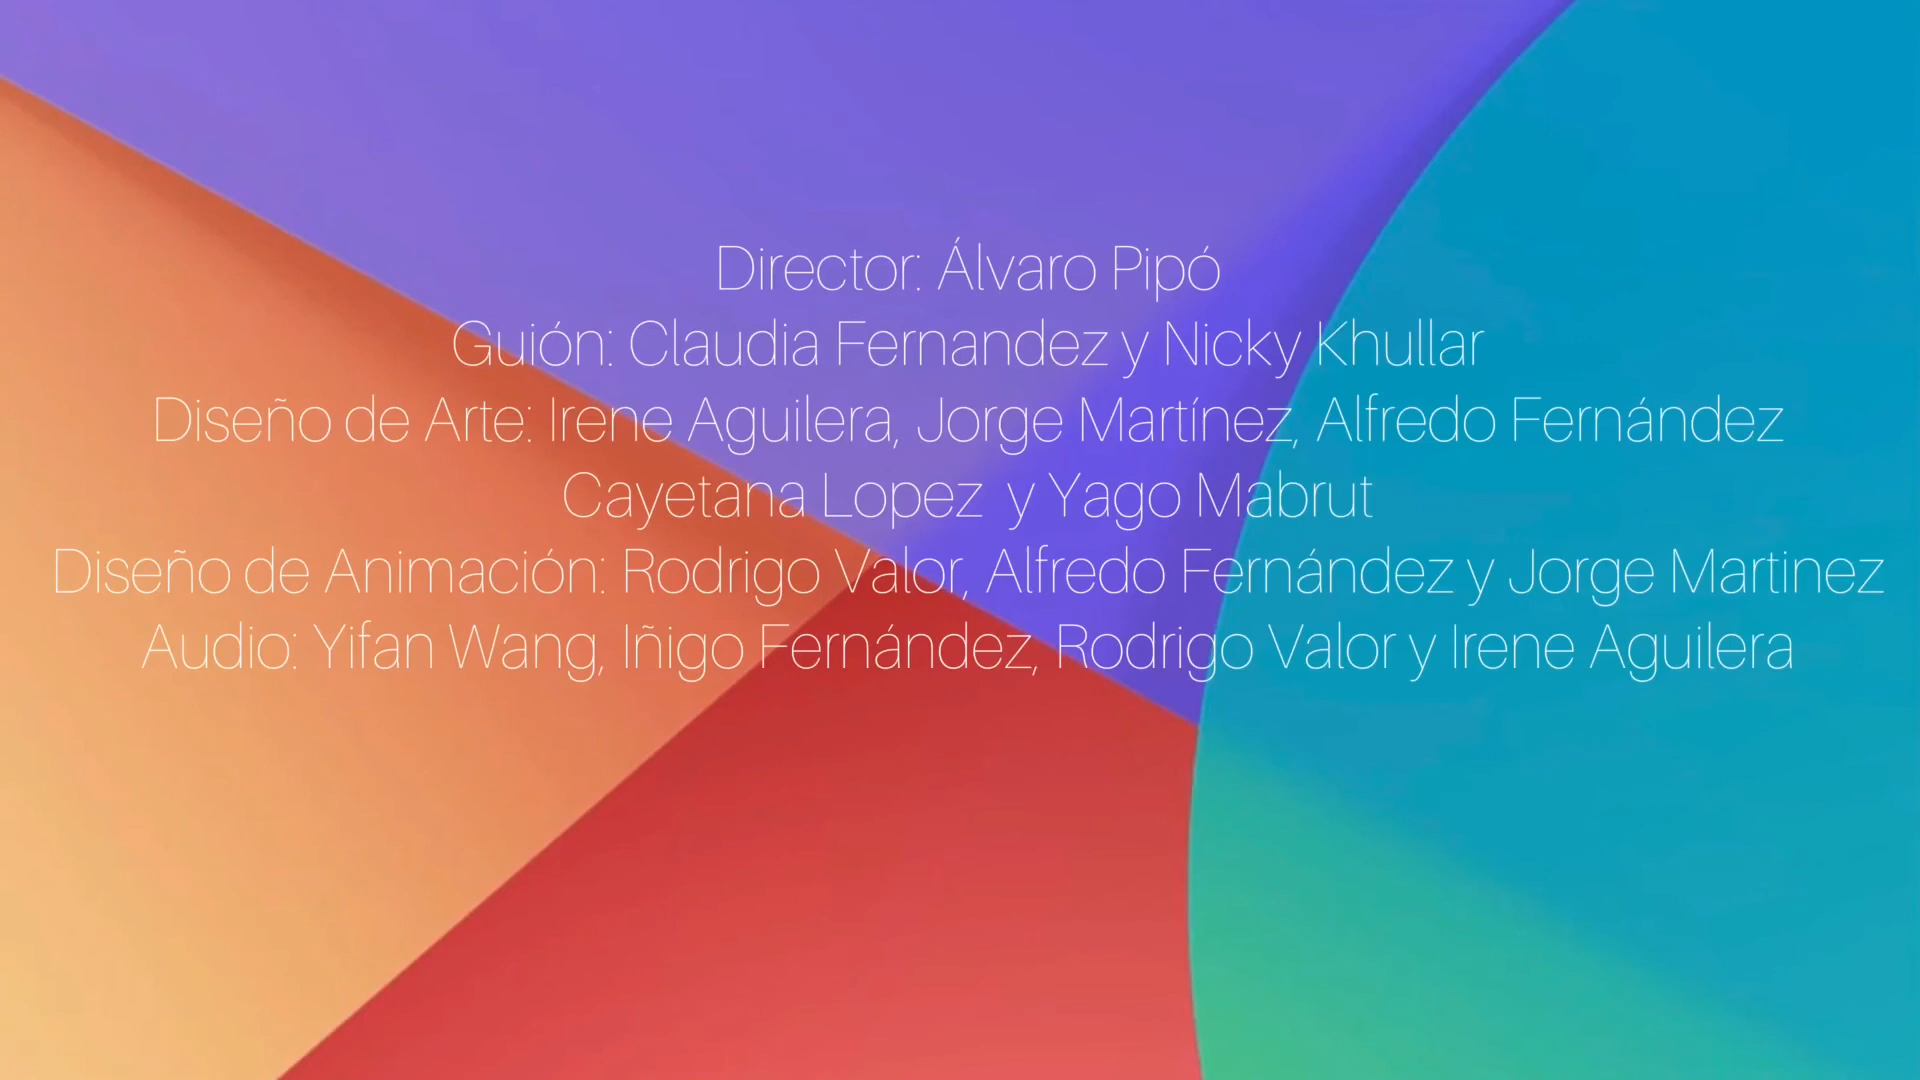 Director: Álvaro Pipó
Guión: Claudia Fernandez y Nicky Khullar
Diseño de Arte: Irene Aguilera, Jorge Martínez, Alfredo Fernández
Cayetana Lopez y Yago Mabrut
Diseño de Animación: Rodrigo Valor, Alfredo Fernández y Jorge Martinez
Audio: Yifan Wang, Iñigo Fernández, Rodrigo Valor y Irene Aguilera